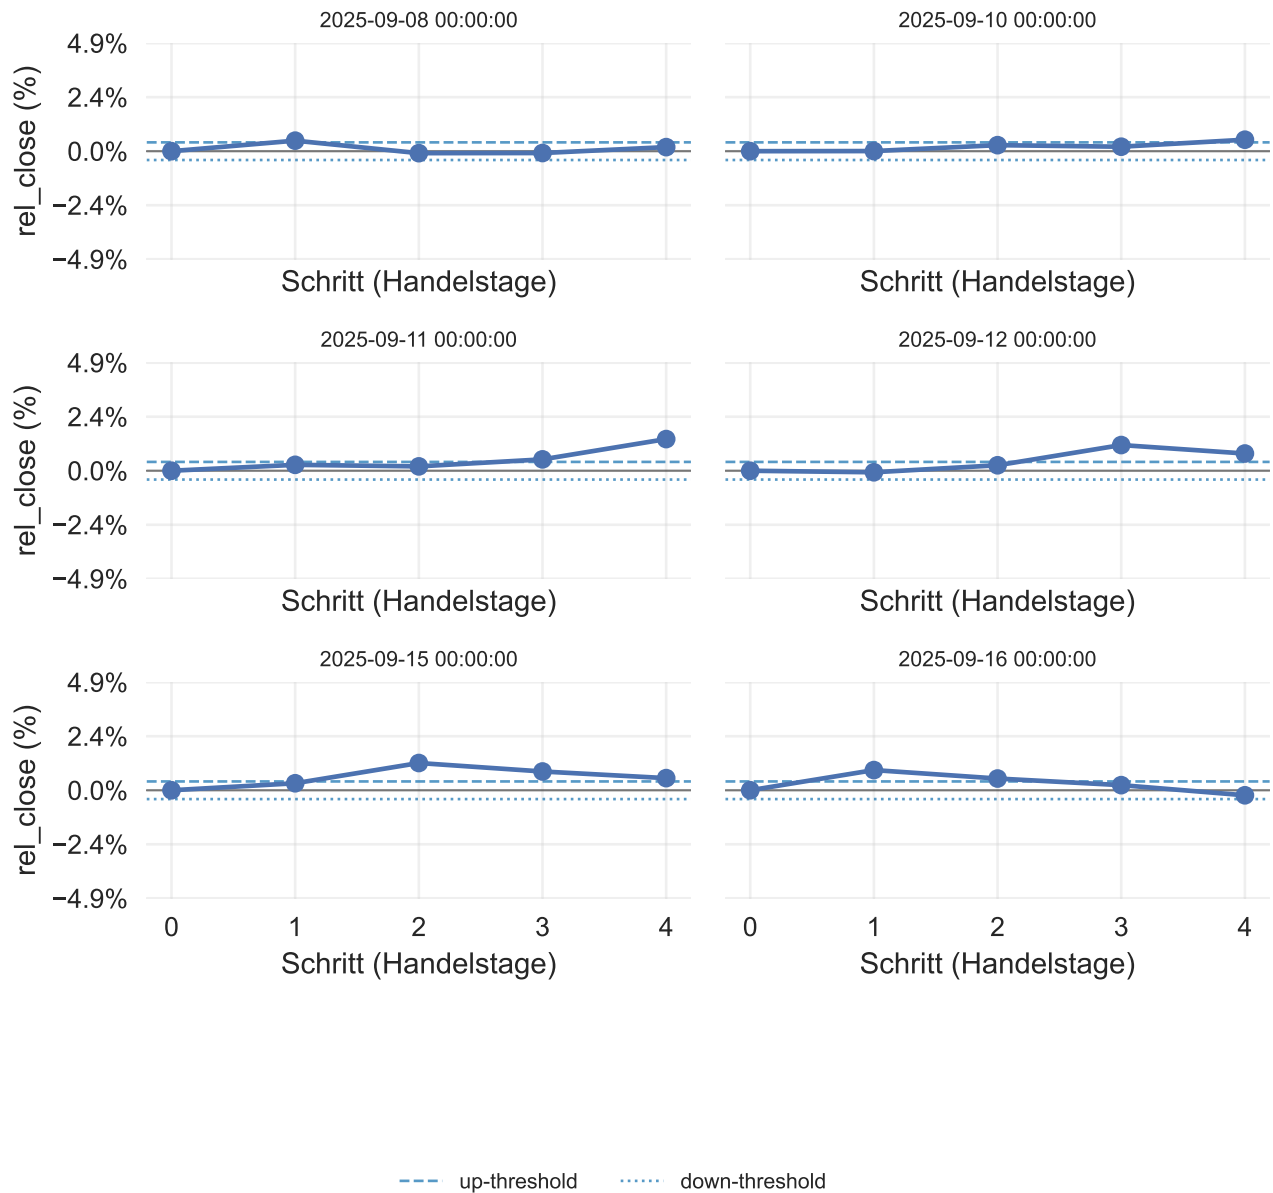 2025-09-08 00:00:00
2025-09-10 00:00:00
4.9%
2.4%
0.0%
−2.4%
−4.9%
rel_close (%)
Schritt (Handelstage)
Schritt (Handelstage)
2025-09-11 00:00:00
2025-09-12 00:00:00
4.9%
2.4%
0.0%
−2.4%
−4.9%
rel_close (%)
Schritt (Handelstage)
Schritt (Handelstage)
2025-09-15 00:00:00
2025-09-16 00:00:00
4.9%
2.4%
0.0%
−2.4%
−4.9%
rel_close (%)
0 1 2 3 4
0 1 2 3 4
Schritt (Handelstage)
Schritt (Handelstage)
up-threshold
down-threshold